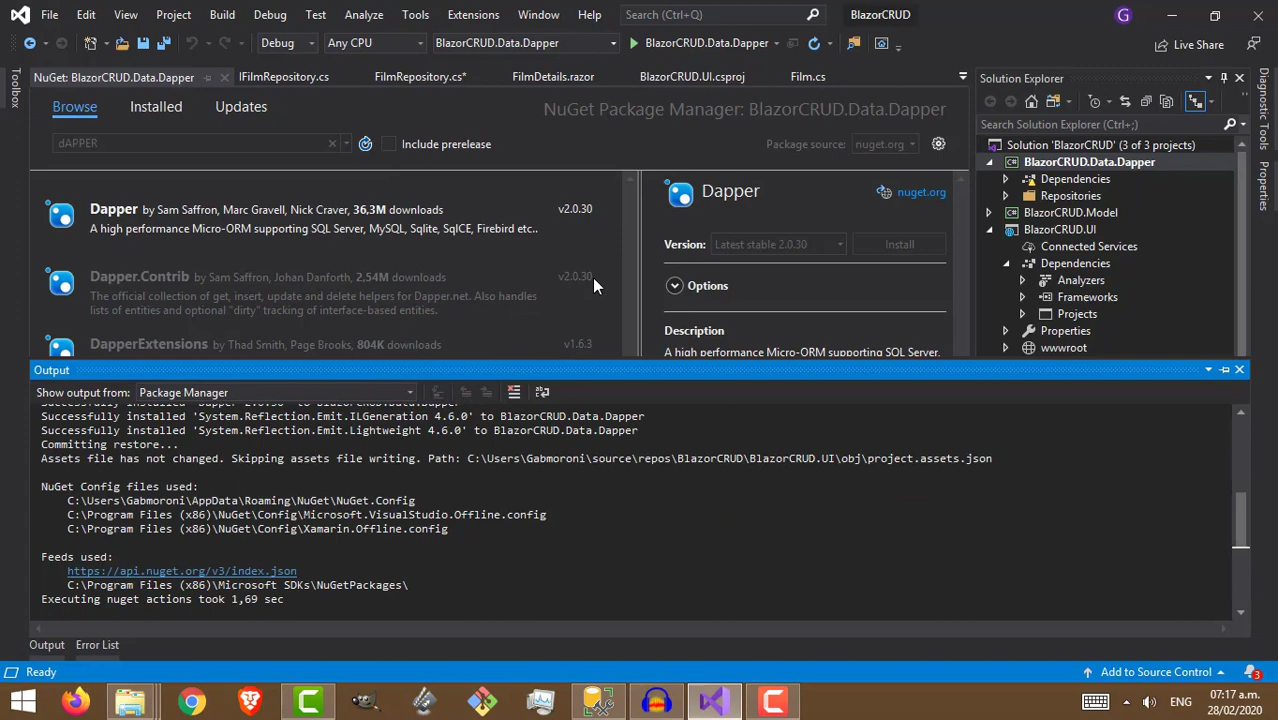 File Edit View Project Build Debug Test Analyze Tools Extensions Window Help Search (Ctrl+Q) BlazorCRUD G
Debug Any CPU BlazorCRUD.Data.Dapper BlazorCRUD.Data.Dapper Live Share
Toolbox
NuGet: BlazorCRUD.Data.Dapper IFilmRepository.cs FilmRepository.cs* FilmDetails.razor BlazorCRUD.UI.csproj Film.cs
Browse Installed Updates NuGet Package Manager: BlazorCRUD.Data.Dapper
dAPPER Include prerelease Package source: nuget.org
Dapper by Sam Saffron, Marc Gravell, Nick Craver, 36,3M downloads v2.0.30
A high performance Micro-ORM supporting SQL Server, MySQL, Sqlite, SqlCE, Firebird etc..
Dapper.Contrib by Sam Saffron, Johan Danforth, 2,54M downloads v2.0.30
The official collection of get, insert, update and delete helpers for Dapper.net. Also handles
lists of entities and optional "dirty" tracking of interface-based entities.
DapperExtensions by Thad Smith, Page Brooks, 804K downloads v1.6.3
Dapper nuget.org
Version: Latest stable 2.0.30 Install
Options
Description
A high performance Micro-ORM supporting SQL Server,
Solution Explorer
Search Solution Explorer (Ctrl+;)
Solution 'BlazorCRUD' (3 of 3 projects)
BlazorCRUD.Data.Dapper
Dependencies
Repositories
BlazorCRUD.Model
BlazorCRUD.UI
Connected Services
Dependencies
Analyzers
Frameworks
Projects
Properties
wwwroot
Diagnostic Tools
Properties
Output
Show output from: Package Manager
Successfully installed 'Dapper 2.0.30' to BlazorCRUD.Data.Dapper
Successfully installed 'System.Reflection.Emit.ILGeneration 4.6.0' to BlazorCRUD.Data.Dapper
Successfully installed 'System.Reflection.Emit.Lightweight 4.6.0' to BlazorCRUD.Data.Dapper
Committing restore...
Assets file has not changed. Skipping assets file writing. Path: C:\Users\Gabmoroni\source\repos\BlazorCRUD\BlazorCRUD.UI\obj\project.assets.json
NuGet Config files used:
C:\Users\Gabmoroni\AppData\Roaming\NuGet\NuGet.Config
C:\Program Files (x86)\NuGet\Config\Microsoft.VisualStudio.Offline.config
C:\Program Files (x86)\NuGet\Config\Xamarin.Offline.config
Feeds used:
https://api.nuget.org/v3/index.json
C:\Program Files (x86)\Microsoft SDKs\NuGetPackages\
Executing nuget actions took 1,69 sec
Output Error List
Ready Add to Source Control 3
ENG 07:17 a.m.
28/02/2020